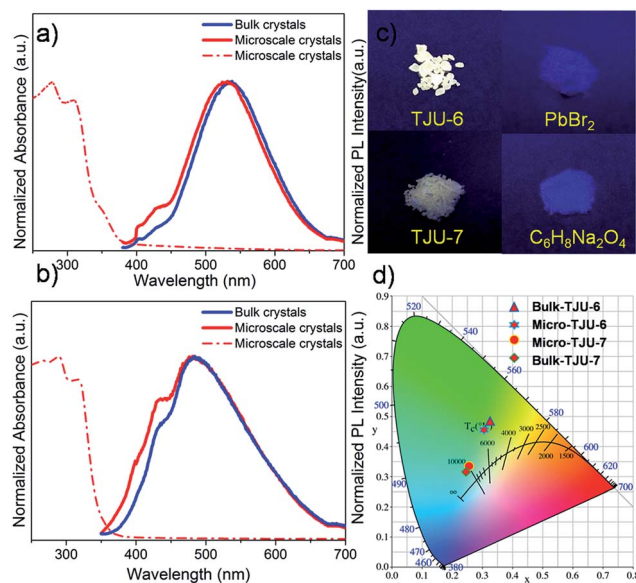 a)
Bulk crystals
Microscale crystals
Microscale crystals
Normalized Absorbance (a.u.)
Normalized PL Intensity(a.u.)
300 400 500 600 700
Wavelength (nm)
b)
Bulk crystals
Microscale crystals
Microscale crystals
Normalized Absorbance (a.u.)
Normalized PL Intensity (a.u.)
300 400 500 600 700
Wavelength (nm)
c)
TJU-6
PbBr2
TJU-7
C6H8Na2O4
d)
Bulk-TJU-6
Micro-TJU-6
Micro-TJU-7
Bulk-TJU-7
0.9
0.8
0.7
0.6
0.5
0.4
0.3
0.2
0.1
0.0
y
0.0 0.1 0.2 0.3 0.4 0.5 0.6 0.7 0.8
x
520
540
560
580
600
620
700
500
490
480
470
460
380
10000
6000
4000
3000
2500
2000
1500
∞